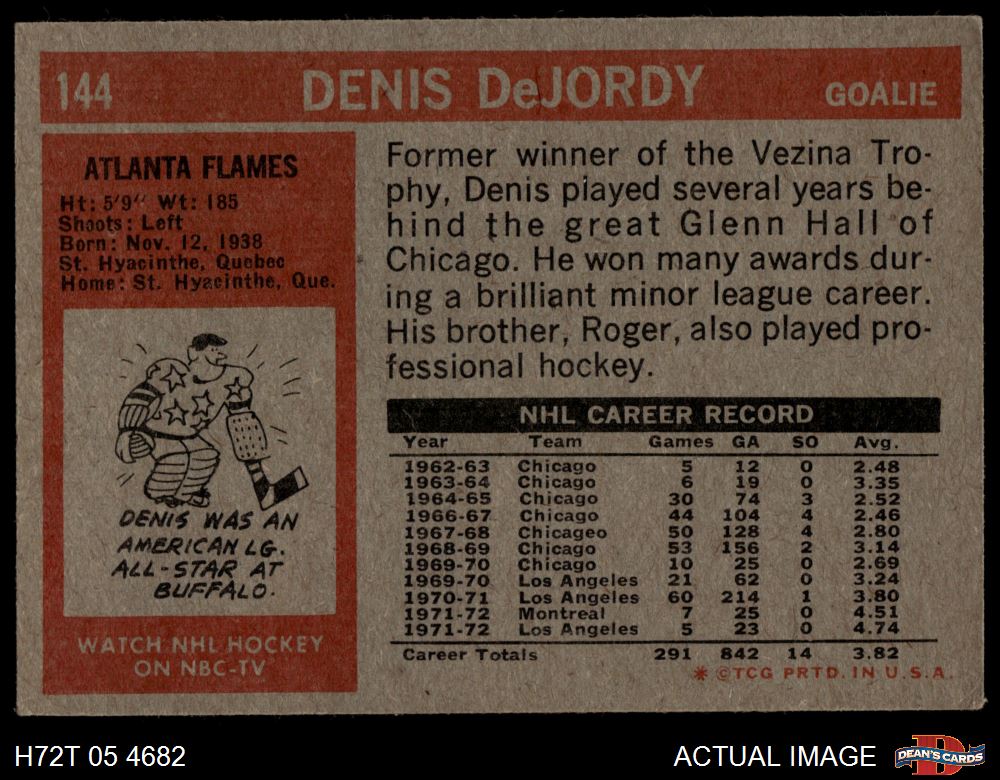 144 DENIS DeJORDY GOALIE
ATLANTA FLAMES
Ht: 5'9" Wt: 185
Shoots: Left
Born: Nov. 12, 1938
St. Hyacinthe, Quebec
Home: St. Hyacinthe, Que.
DENIS WAS AN
AMERICAN LG.
ALL-STAR AT
BUFFALO.
WATCH NHL HOCKEY
ON NBC-TV
Former winner of the Vezina Tro-
phy, Denis played several years be-
hind the great Glenn Hall of
Chicago. He won many awards dur-
ing a brilliant minor league career.
His brother, Roger, also played pro-
fessional hockey.
NHL CAREER RECORD
Year Team Games GA SO Avg.
1962-63 Chicago 5 12 0 2.48
1963-64 Chicago 6 19 0 3.35
1964-65 Chicago 30 74 3 2.52
1966-67 Chicago 44 104 4 2.46
1967-68 Chicageo 50 128 4 2.80
1968-69 Chicago 53 156 2 3.14
1969-70 Chicago 10 25 0 2.69
1969-70 Los Angeles 21 62 0 3.24
1970-71 Los Angeles 60 214 1 3.80
1971-72 Montreal 7 25 0 4.51
1971-72 Los Angeles 5 23 0 4.74
Career Totals 291 842 14 3.82
* ©TCG PRTD. IN U.S.A.
H72T 05 4682 ACTUAL IMAGE DEAN'S CARDS